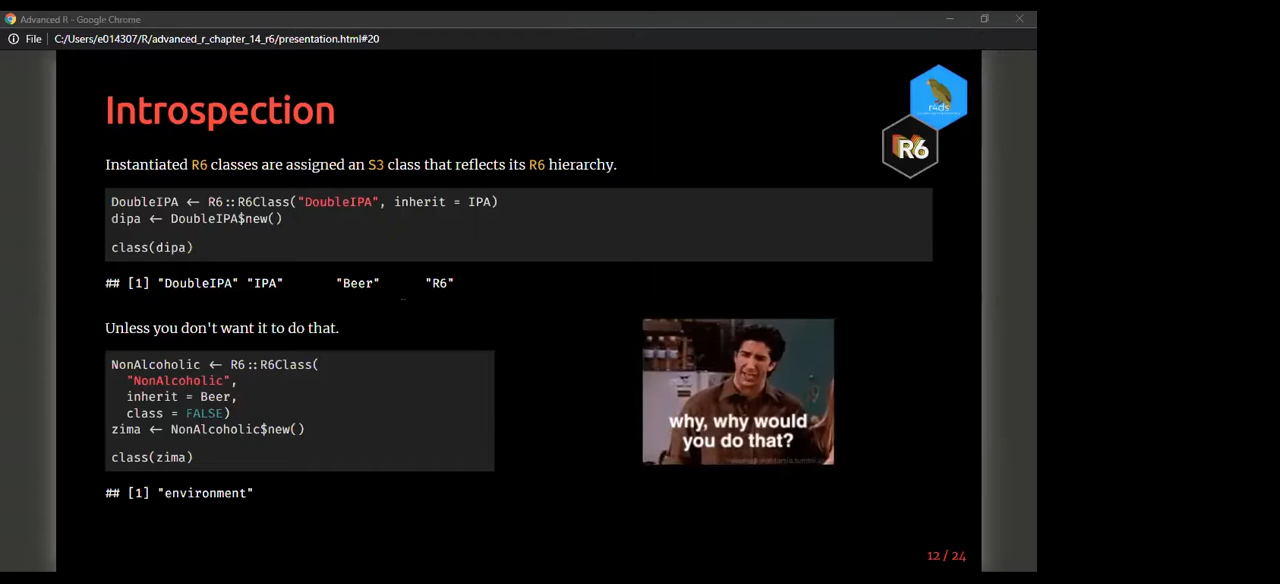 Advanced R - Google Chrome
File
C:/Users/e014307/R/advanced_r_chapter_14_r6/presentation.html#20
Introspection
r4ds
R6
Instantiated R6 classes are assigned an S3 class that reflects its R6 hierarchy.
DoubleIPA ← R6::R6Class("DoubleIPA", inherit = IPA)
dipa ← DoubleIPA$new()
class(dipa)
## [1] "DoubleIPA" "IPA" "Beer" "R6"
Unless you don't want it to do that.
NonAlcoholic ← R6::R6Class(
"NonAlcoholic",
inherit = Beer,
class = FALSE)
zima ← NonAlcoholic$new()
class(zima)
## [1] "environment"
why, why would
you do that?
12 / 24